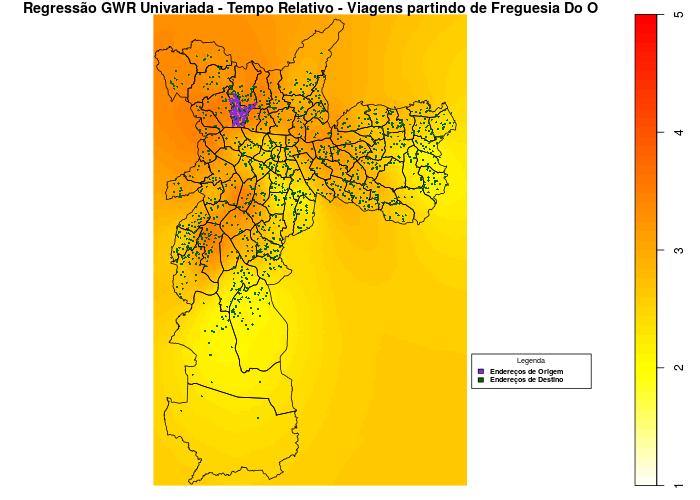 Regressão GWR Univariada - Tempo Relativo - Viagens partindo de Freguesia Do O
5
4
3
2
1
Legenda
Endereços de Origem
Endereços de Destino